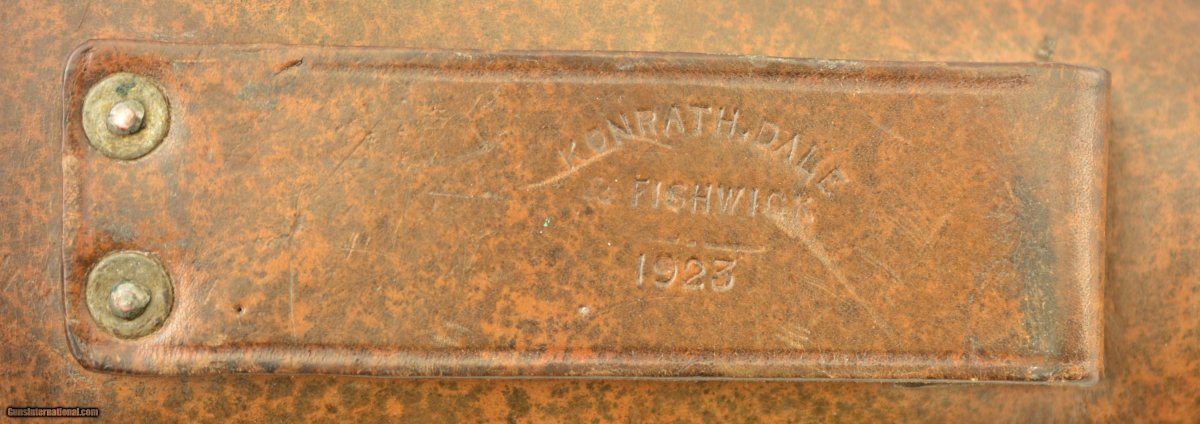 KONRATH. DALE
& FISHWICK
1923
GunsInternational.com